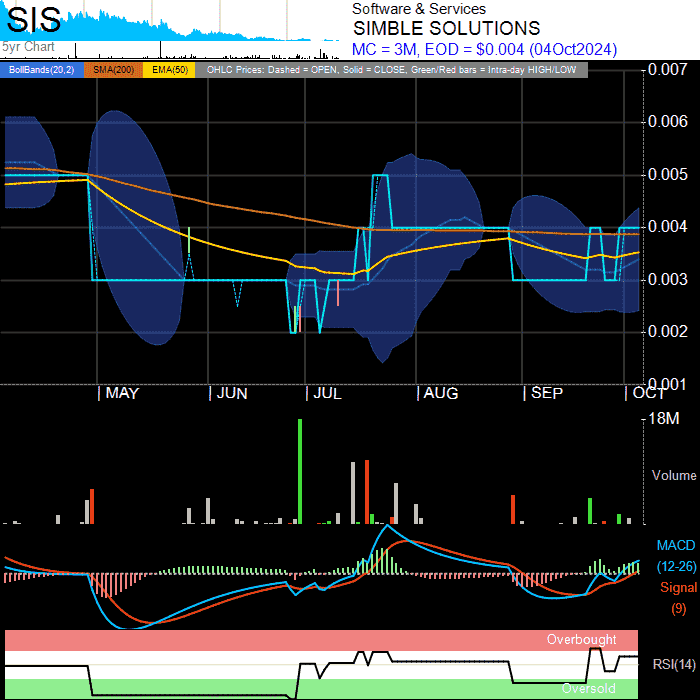 SIS
5yr Chart
Software & Services
SIMBLE SOLUTIONS
MC = 3M, EOD = $0.004 (04Oct2024)
BollBands(20,2) SMA(200) EMA(50) OHLC Prices: Dashed = OPEN, Solid = CLOSE, Green/Red bars = Intra-day HIGH/LOW
0.007
0.006
0.005
0.004
0.003
0.002
0.001
MAY JUN JUL AUG SEP OCT
18M
Volume
MACD
(12-26)
Signal
(9)
Overbought
RSI(14)
Oversold